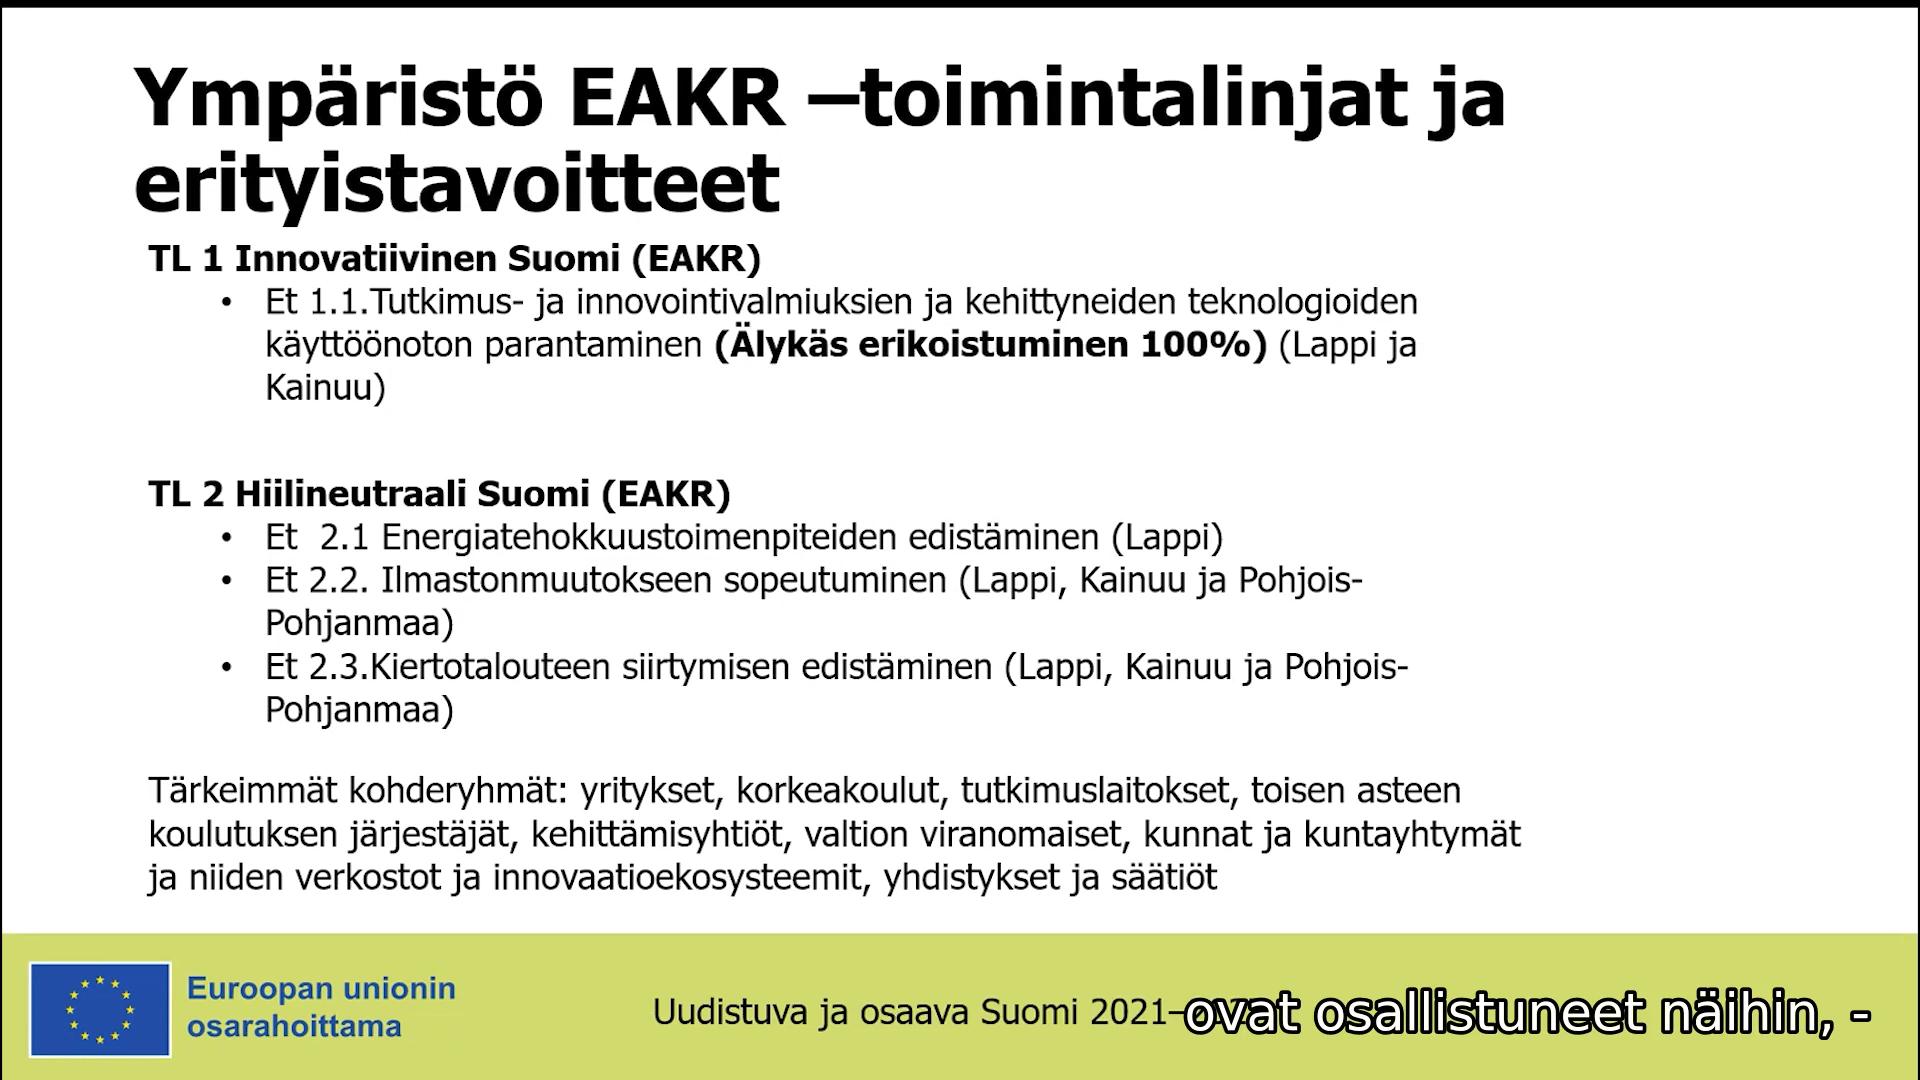 Ympäristö EAKR –toimintalinjat ja
erityistavoitteet
TL 1 Innovatiivinen Suomi (EAKR)
• Et 1.1.Tutkimus- ja innovointivalmiuksien ja kehittyneiden teknologioiden
käyttöönoton parantaminen (Älykäs erikoistuminen 100%) (Lappi ja
Kainuu)
TL 2 Hiilineutraali Suomi (EAKR)
• Et  2.1 Energiatehokkuustoimenpiteiden edistäminen (Lappi)
• Et 2.2. Ilmastonmuutokseen sopeutuminen (Lappi, Kainuu ja Pohjois-
Pohjanmaa)
• Et 2.3.Kiertotalouteen siirtymisen edistäminen (Lappi, Kainuu ja Pohjois-
Pohjanmaa)
Tärkeimmät kohderyhmät: yritykset, korkeakoulut, tutkimuslaitokset, toisen asteen
koulutuksen järjestäjät, kehittämisyhtiöt, valtion viranomaiset, kunnat ja kuntayhtymät
ja niiden verkostot ja innovaatioekosysteemit, yhdistykset ja säätiöt
Euroopan unionin
osarahoittama
Uudistuva ja osaava Suomi 2021–
ovat osallistuneet näihin, -